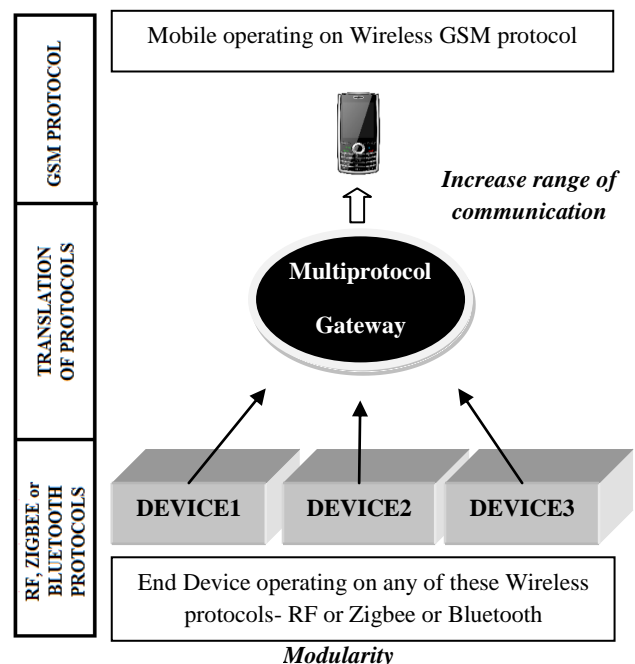 Mobile operating on Wireless GSM protocol
GSM PROTOCOL
Increase range of
communication
TRANSLATION
OF PROTOCOLS
Multiprotocol
Gateway
RF, ZIGBEE or
BLUETOOTH
PROTOCOLS
DEVICE1
DEVICE2
DEVICE3
End Device operating on any of these Wireless
protocols- RF or Zigbee or Bluetooth
Modularity